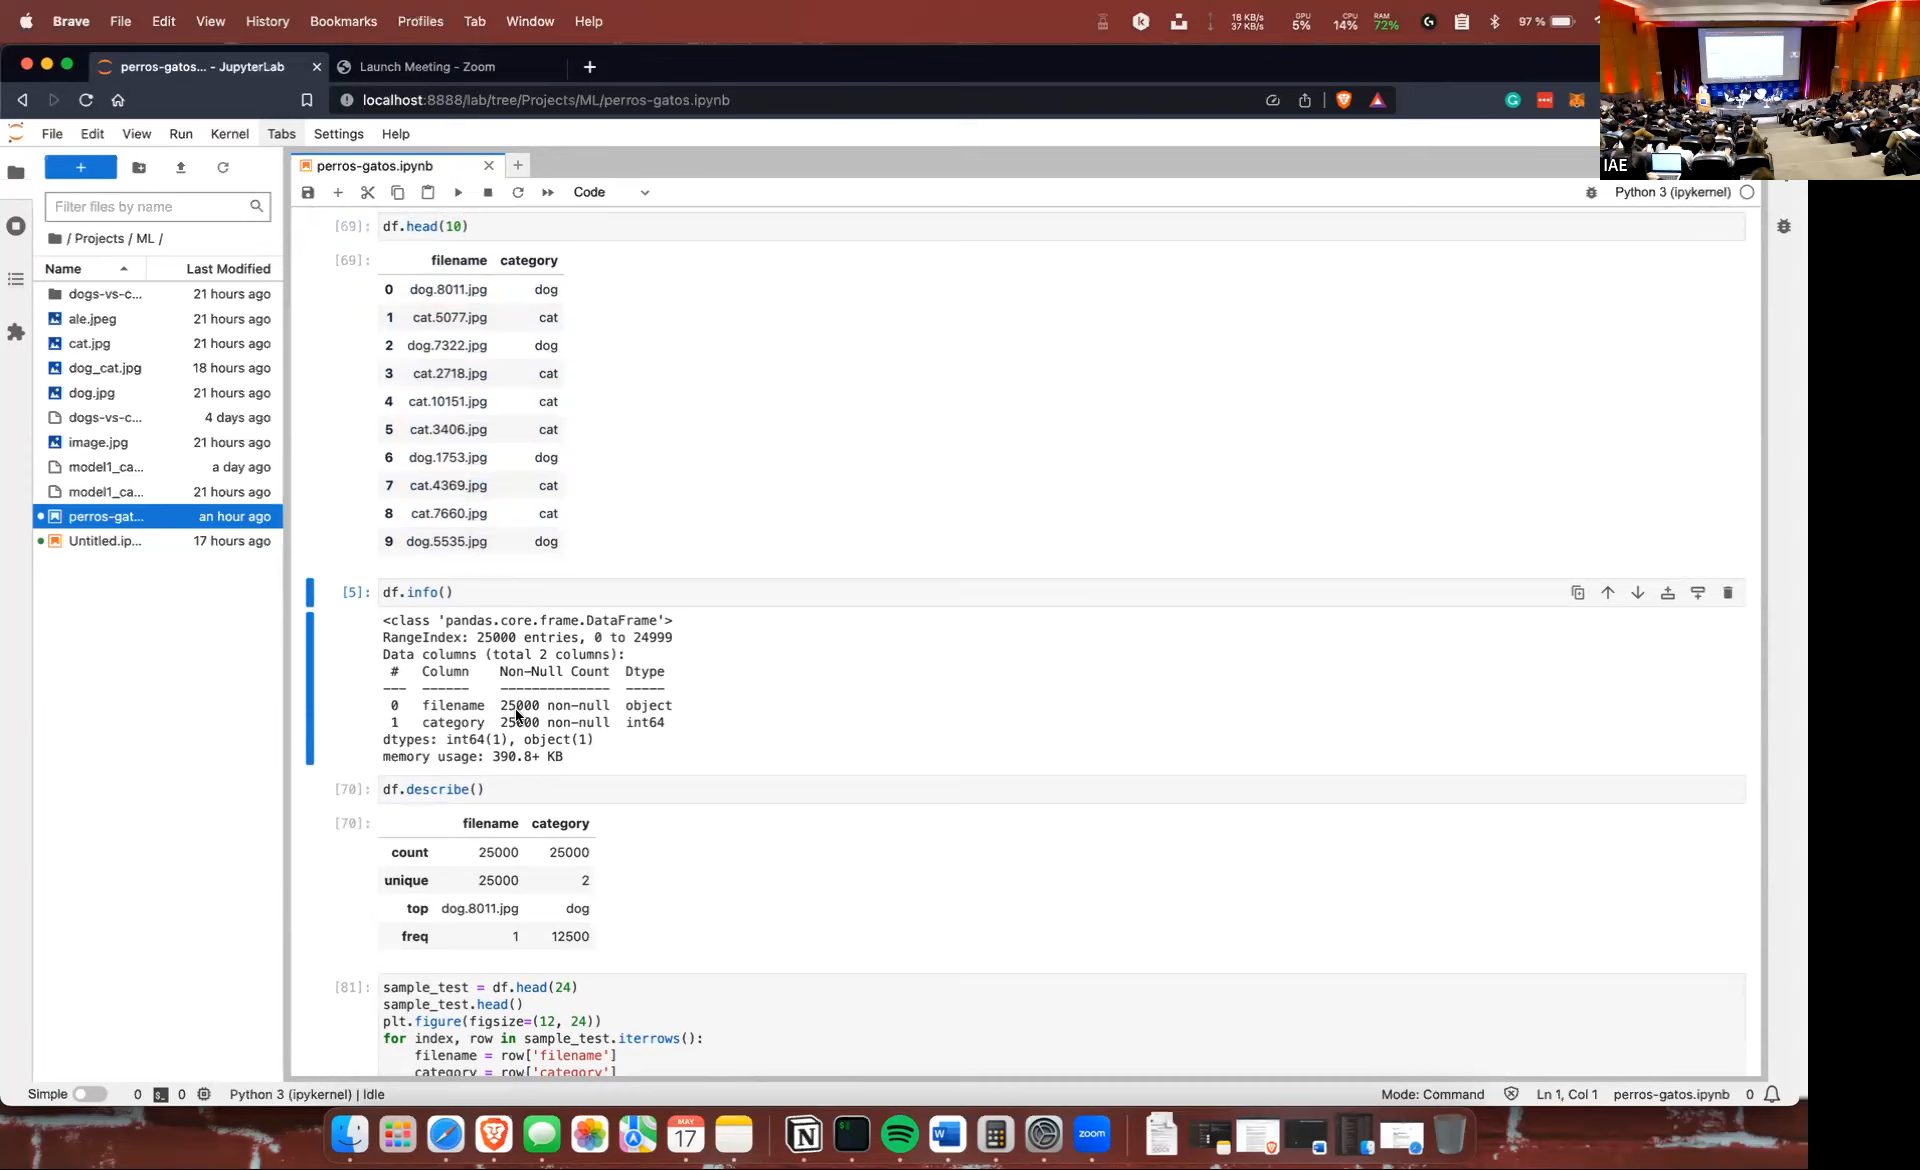 Brave File Edit View History Bookmarks Profiles Tab Window Help
18 KB/s
37 KB/s
GPU
5%
CPU
14%
RAM
72%
97 %
perros-gatos... - JupyterLab
Launch Meeting - Zoom
localhost:8888/lab/tree/Projects/ML/perros-gatos.ipynb
IAE
File Edit View Run Kernel Tabs Settings Help
perros-gatos.ipynb
Code
Python 3 (ipykernel)
Filter files by name
/ Projects / ML /
Name Last Modified
dogs-vs-c... 21 hours ago
ale.jpeg 21 hours ago
cat.jpg 21 hours ago
dog_cat.jpg 18 hours ago
dog.jpg 21 hours ago
dogs-vs-c... 4 days ago
image.jpg 21 hours ago
model1_ca... a day ago
model1_ca... 21 hours ago
perros-gat... an hour ago
Untitled.ip... 17 hours ago
[69]: df.head(10)
[69]: filename category
0 dog.8011.jpg dog
1 cat.5077.jpg cat
2 dog.7322.jpg dog
3 cat.2718.jpg cat
4 cat.10151.jpg cat
5 cat.3406.jpg cat
6 dog.1753.jpg dog
7 cat.4369.jpg cat
8 cat.7660.jpg cat
9 dog.5535.jpg dog
[5]: df.info()
<class 'pandas.core.frame.DataFrame'>
RangeIndex: 25000 entries, 0 to 24999
Data columns (total 2 columns):
# Column Non-Null Count Dtype
--- ------ -------------- -----
0 filename 25000 non-null object
1 category 25000 non-null int64
dtypes: int64(1), object(1)
memory usage: 390.8+ KB
[70]: df.describe()
[70]: filename category
count 25000 25000
unique 25000 2
top dog.8011.jpg dog
freq 1 12500
[81]: sample_test = df.head(24)
sample_test.head()
plt.figure(figsize=(12, 24))
for index, row in sample_test.iterrows():
filename = row['filename']
category = row['category']
Simple 0 0 Python 3 (ipykernel) | Idle
Mode: Command Ln 1, Col 1 perros-gatos.ipynb 0
MAY
17
zoom